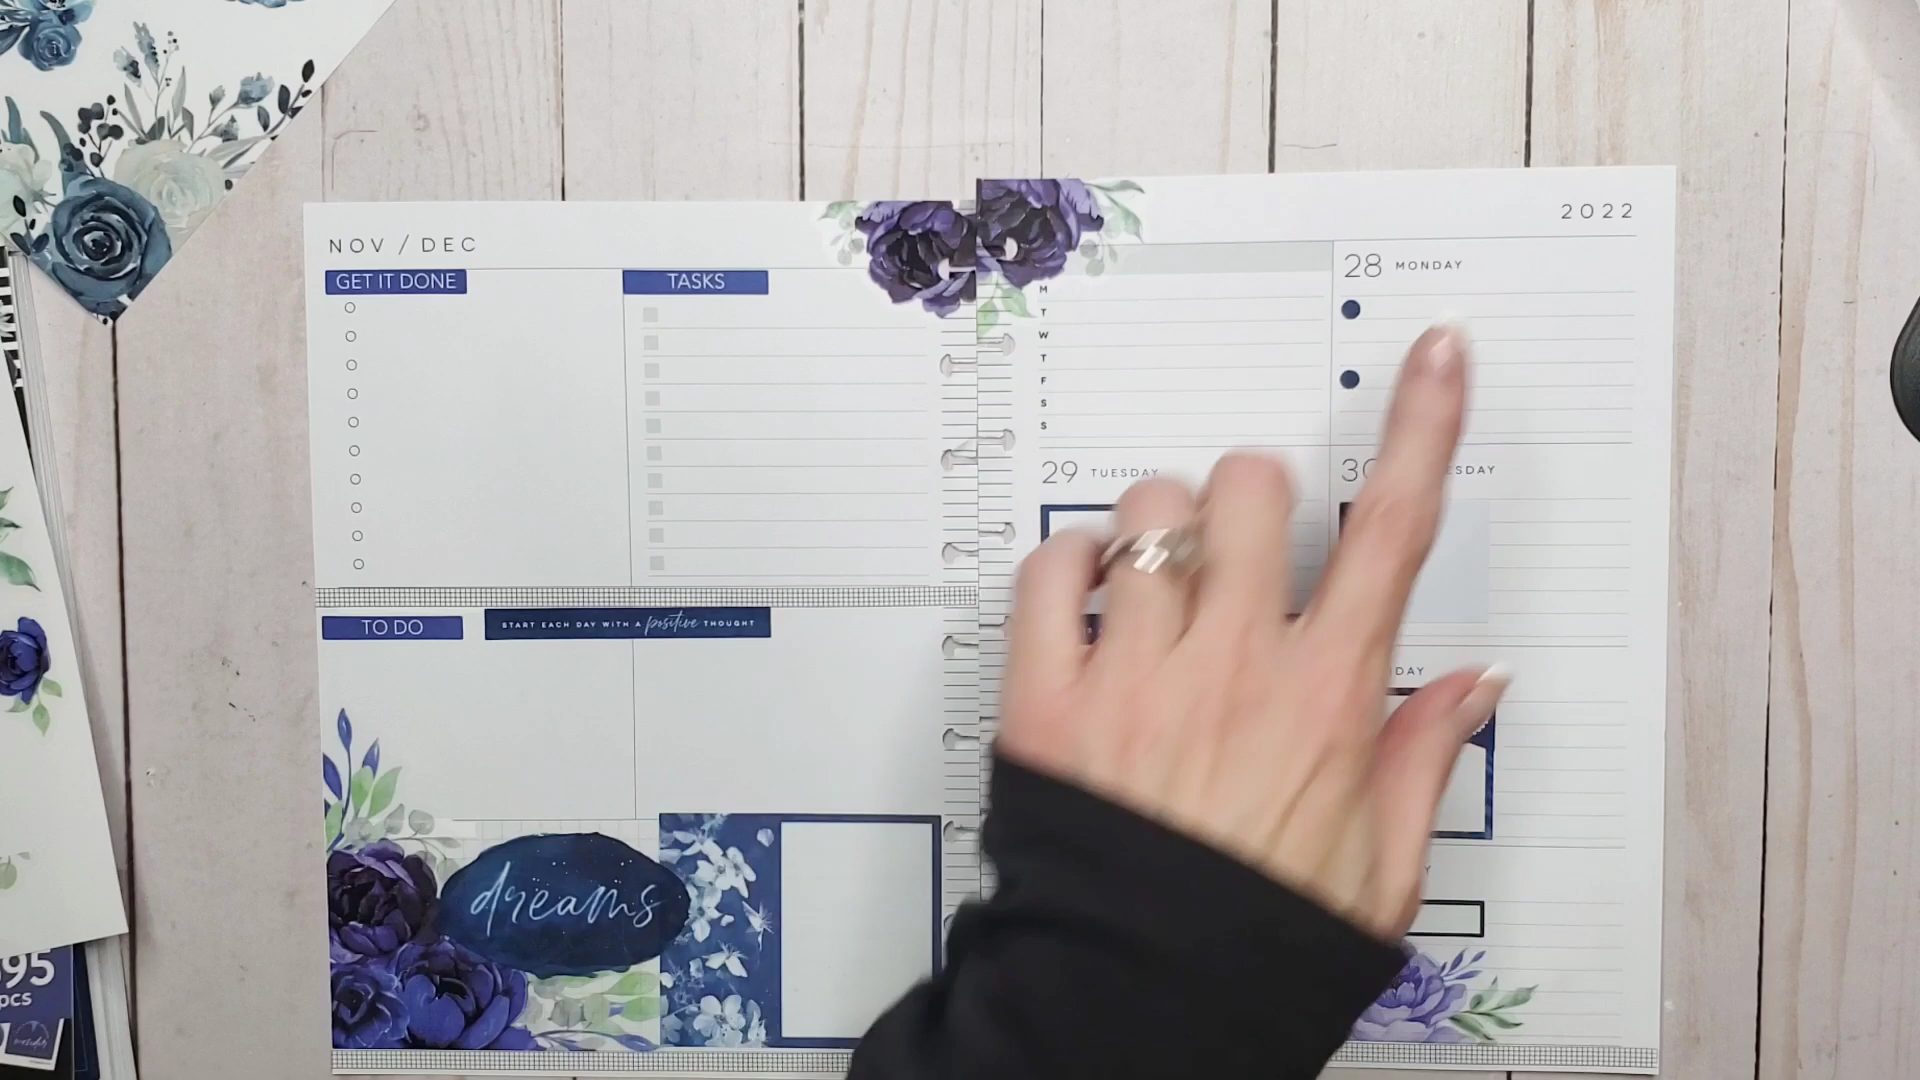 NOV / DEC
GET IT DONE
TASKS
TO DO
START EACH DAY WITH A positive THOUGHT
dreams
2022
M
T
W
T
F
S
S
28 MONDAY
29 TUESDAY
30
95
pcs